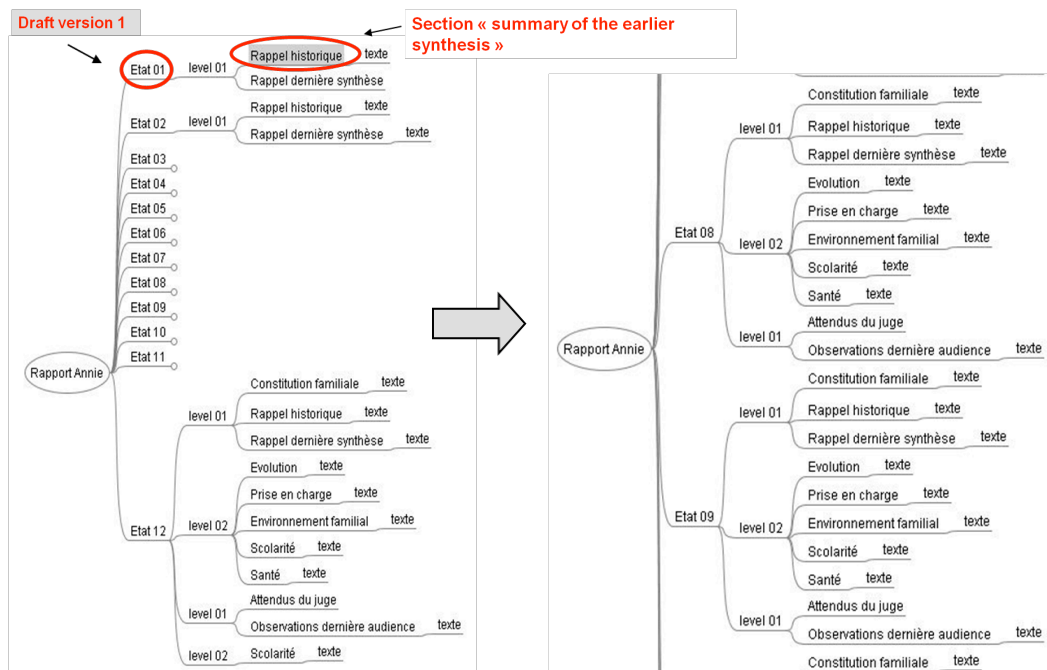 Draft version 1
Section « summary of the earlier
synthesis »
Rapport Annie
Etat 01
level 01
Rappel historique texte
Rappel dernière synthèse
Etat 02
level 01
Rappel historique texte
Rappel dernière synthèse texte
Etat 03
Etat 04
Etat 05
Etat 06
Etat 07
Etat 08
Etat 09
Etat 10
Etat 11
Etat 12
level 01
Constitution familiale texte
Rappel historique texte
Rappel dernière synthèse texte
level 02
Evolution texte
Prise en charge texte
Environnement familial texte
Scolarité texte
Santé texte
level 01
Attendus du juge
Observations dernière audience texte
level 02
Scolarité texte
Rapport Annie
Etat 08
level 01
Constitution familiale texte
Rappel historique texte
Rappel dernière synthèse texte
level 02
Evolution texte
Prise en charge texte
Environnement familial texte
Scolarité texte
Santé texte
level 01
Attendus du juge
Observations dernière audience texte
Etat 09
level 01
Constitution familiale texte
Rappel historique texte
Rappel dernière synthèse texte
level 02
Evolution texte
Prise en charge texte
Environnement familial texte
Scolarité texte
Santé texte
level 01
Attendus du juge
Observations dernière audience texte
Constitution familiale texte